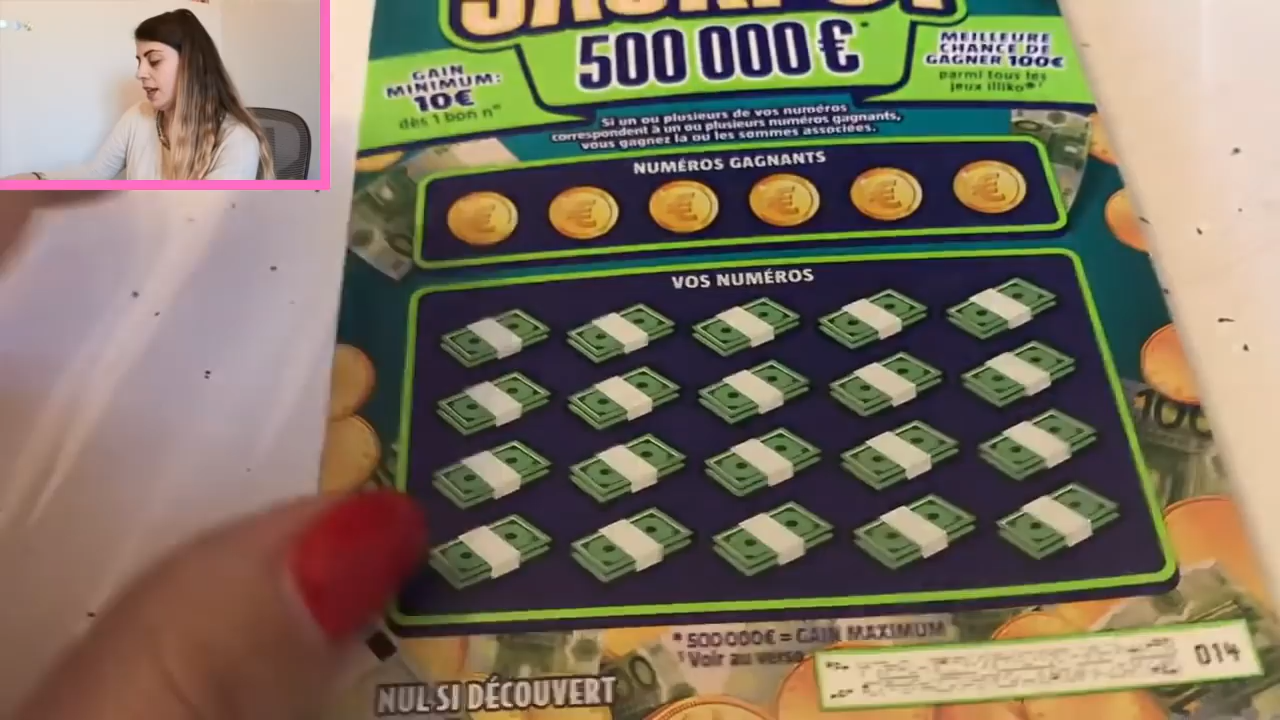 JACKPOT
500 000 €*
GAIN
MINIMUM:
10€
dès 1 bon n°
MEILLEURE
CHANCE DE
GAGNER 100€
parmi tous les
jeux illiko®
Si un ou plusieurs de vos numéros
correspondent à un ou plusieurs numéros gagnants,
vous gagnez la ou les sommes associées.
NUMÉROS GAGNANTS
VOS NUMÉROS
100
* 500 000€ = GAIN MAXIMUM
Voir au verso
014
NUL SI DÉCOUVERT